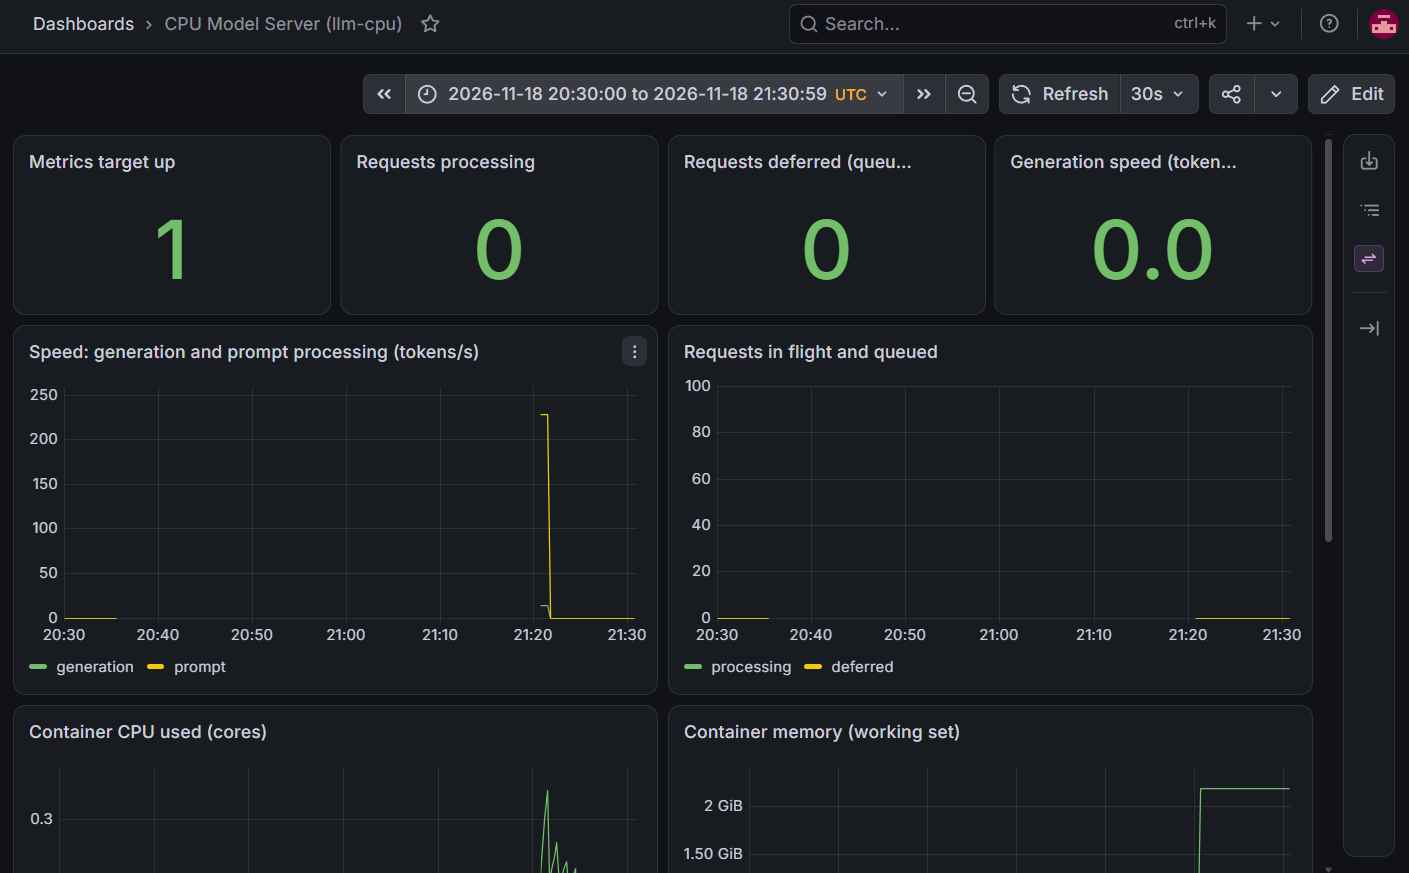 Dashboards › CPU Model Server (llm-cpu)
Search... ctrl+k
2026-11-18 20:30:00 to 2026-11-18 21:30:59 UTC
Refresh 30s
Edit
Metrics target up
1
Requests processing
0
Requests deferred (queu...
0
Generation speed (token...
0.0
Speed: generation and prompt processing (tokens/s)
250
200
150
100
50
0
20:30 20:40 20:50 21:00 21:10 21:20 21:30
generation prompt
Requests in flight and queued
100
80
60
40
20
0
20:30 20:40 20:50 21:00 21:10 21:20 21:30
processing deferred
Container CPU used (cores)
0.3
Container memory (working set)
2 GiB
1.50 GiB